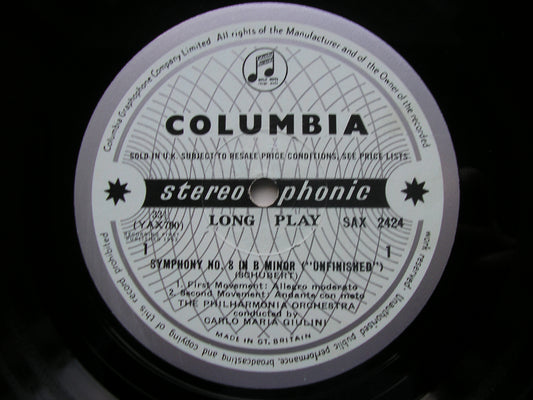 Columbia Graphophone Company Limited. All rights of the Manufacturer and of the Owner of the recorded
work reserved. Unauthorised public performance, broadcasting and copying of this record prohibited
COLUMBIA
SOLD IN U.K. SUBJECT TO RESALE PRICE CONDITIONS, SEE PRICE LISTS
stereo phonic
33
(YAX.780)
LONG PLAY
SAX 2424
RECORDING FIRST
PUBLISHED
1
1
SYMPHONY NO. 8 IN B MINOR ("UNFINISHED")
(SCHUBERT)
1. First Movement: Allegro moderato
2. Second Movement: Andante con moto
THE PHILHARMONIA ORCHESTRA
conducted by
CARLO MARIA GIULINI
MADE IN GT. BRITAIN